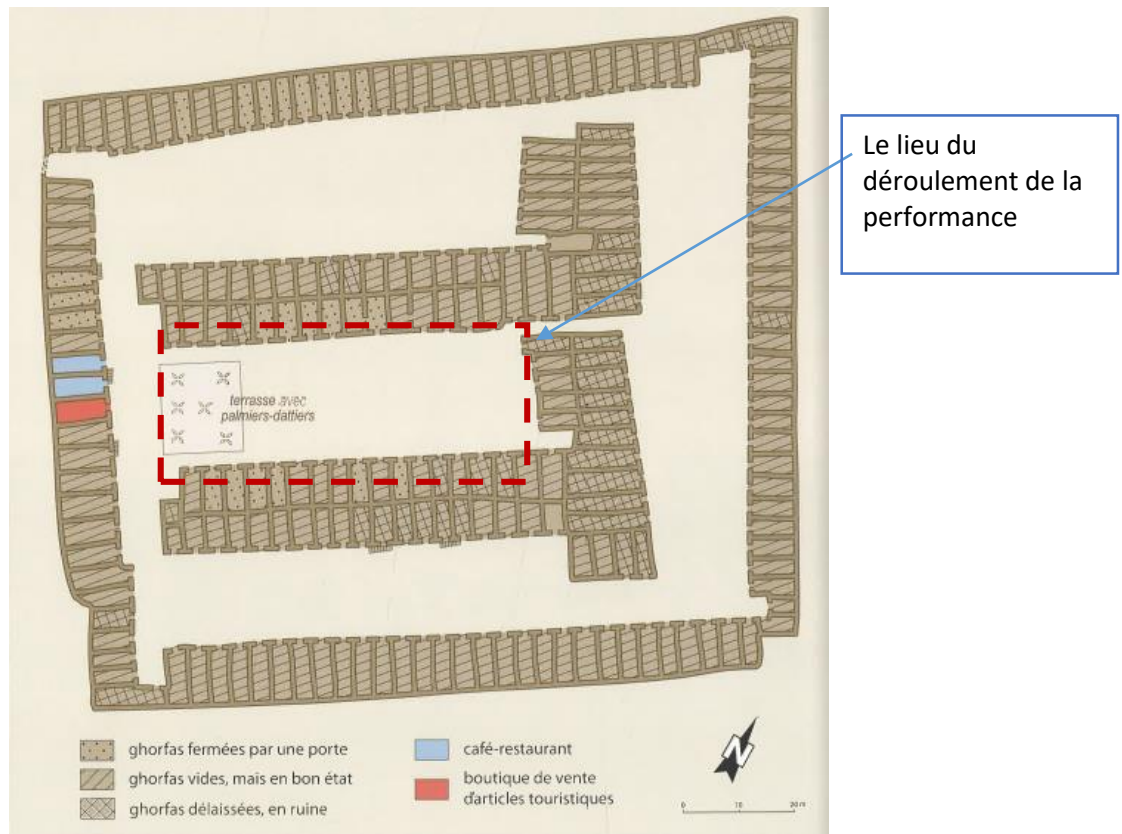 Le lieu du
déroulement de la
performance
terrasse avec
palmiers-dattiers
ghorfas fermées par une porte
ghorfas vides, mais en bon état
ghorfas délaissées, en ruine
café-restaurant
boutique de vente
d'articles touristiques
N
0 10 20 m